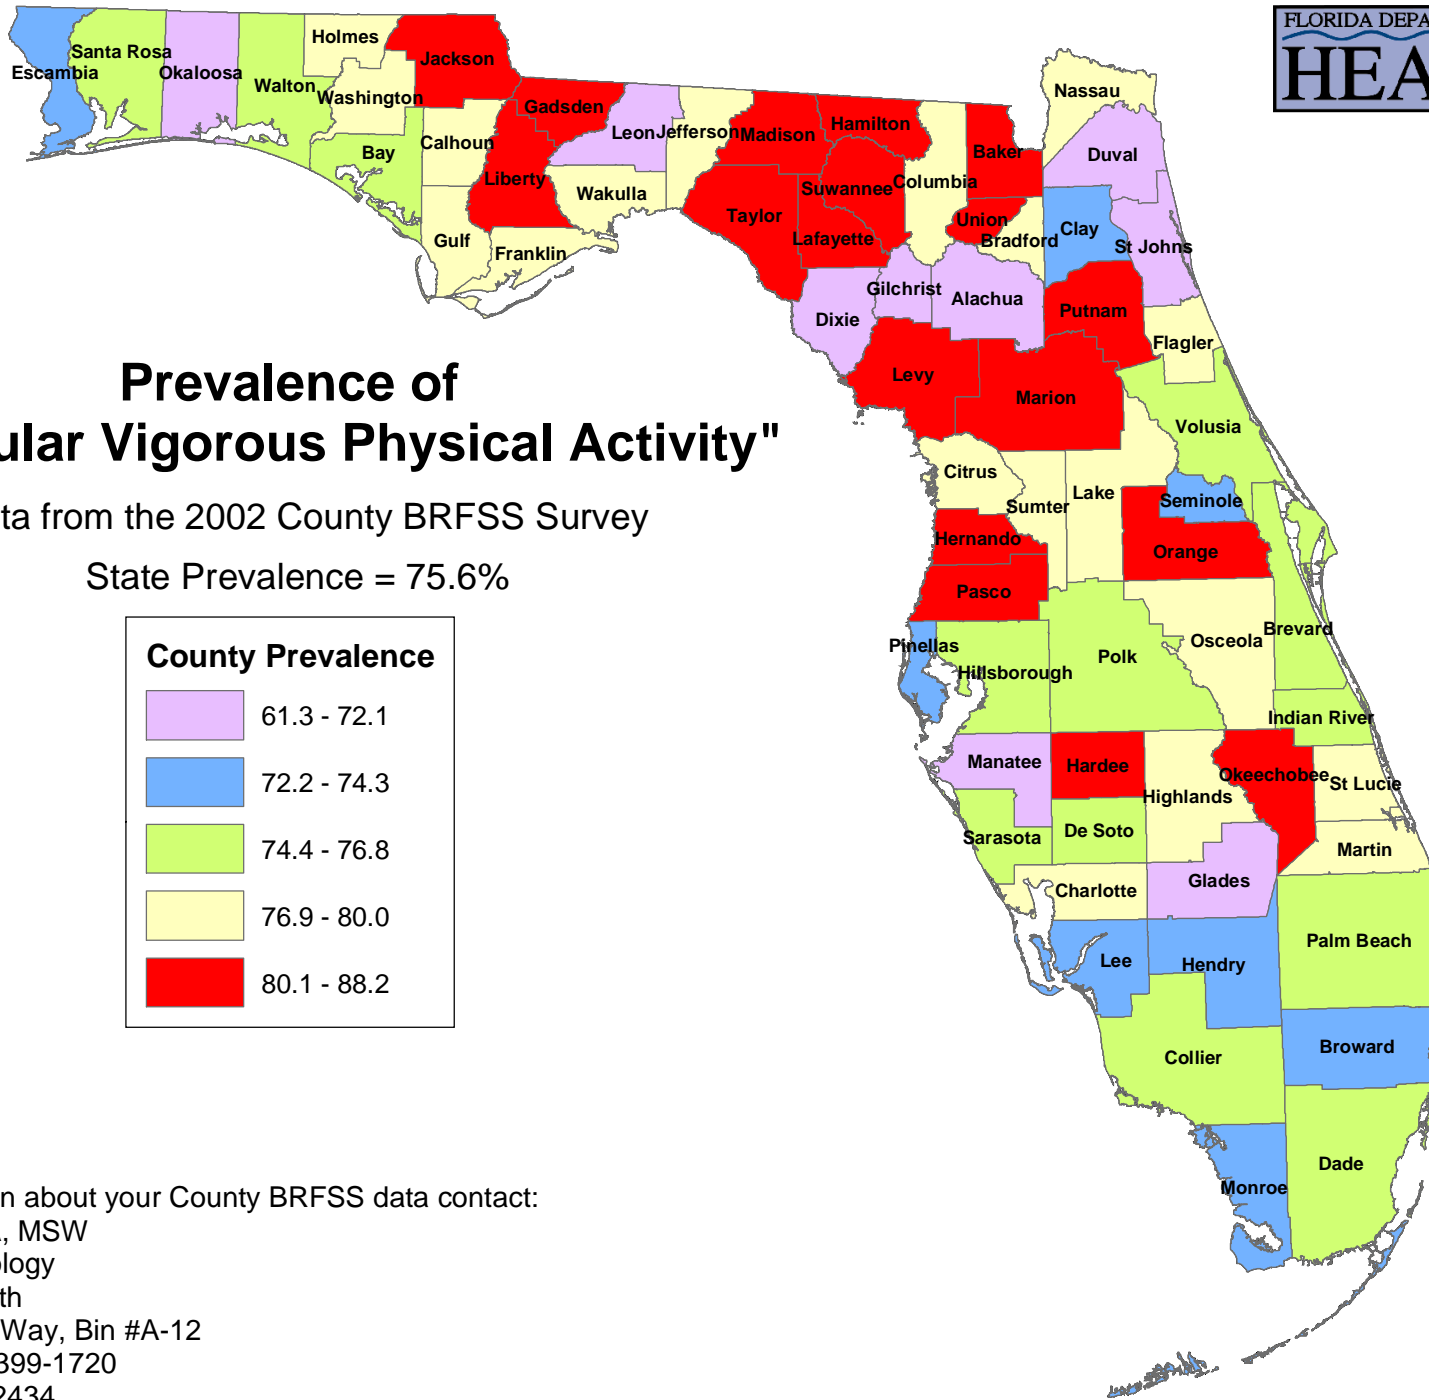 FLORIDA DEPA
HEA
Holmes
Jackson
Santa Rosa
Escambia
Okaloosa
Walton
Washington
Gadsden
Nassau
Leon
Jefferson
Madison
Hamilton
Calhoun
Bay
Baker
Duval
Liberty
Wakulla
Suwannee
Columbia
Taylor
Union
Bradford
Clay
St Johns
Gulf
Franklin
Lafayette
Gilchrist
Alachua
Dixie
Putnam
Flagler
Levy
Marion
Volusia
Citrus
Sumter
Lake
Seminole
Hernando
Orange
Pasco
Pinellas
Hillsborough
Polk
Osceola
Brevard
Indian River
Manatee
Hardee
Highlands
Okeechobee
St Lucie
Sarasota
De Soto
Martin
Charlotte
Glades
Lee
Hendry
Palm Beach
Collier
Broward
Monroe
Dade
Prevalence of
ular Vigorous Physical Activity"
ta from the 2002 County BRFSS Survey
State Prevalence = 75.6%
County Prevalence
61.3 - 72.1
72.2 - 74.3
74.4 - 76.8
76.9 - 80.0
80.1 - 88.2
n about your County BRFSS data contact:
, MSW
ology
th
Way, Bin #A-12
399-1720
2434